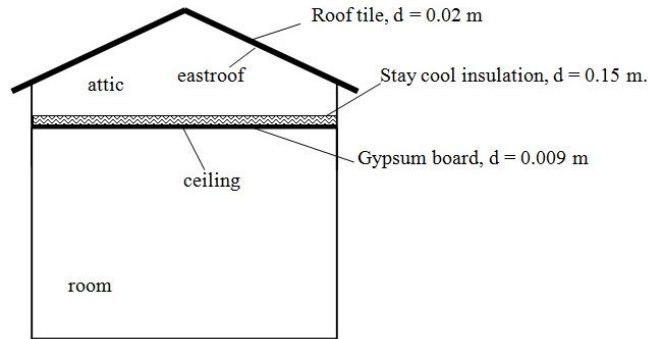 Roof tile, d = 0.02 m
eastroof
attic
Stay cool insulation, d = 0.15 m.
Gypsum board, d = 0.009 m
ceiling
room